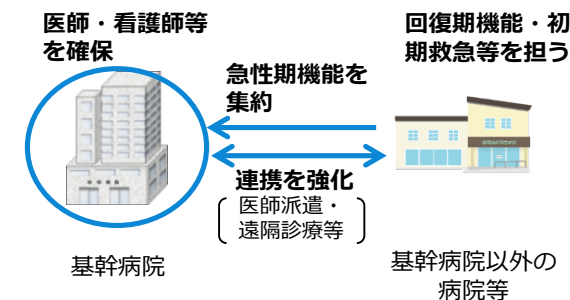 医師・看護師等
を確保
回復期機能・初
期救急等を担う
急性期機能を
集約
連携を強化
医師派遣・
遠隔診療等
基幹病院
基幹病院以外の
病院等